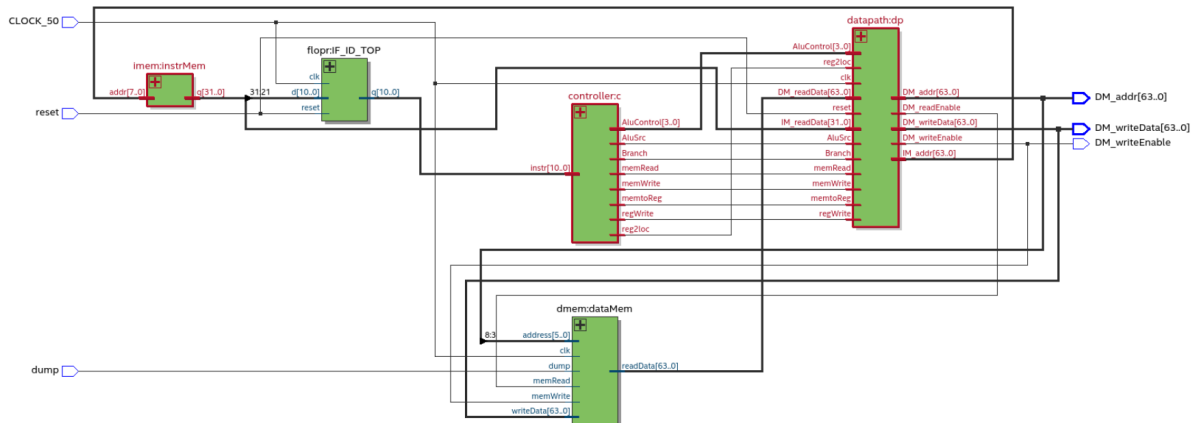 CLOCK_50
reset
dump
imem:instrMem
addr[7..0]
q[31..0]
31:21
flopr:IF_ID_TOP
clk
d[10..0]
reset
q[10..0]
controller:c
instr[10..0]
AluControl[3..0]
AluSrc
Branch
memRead
memWrite
memtoReg
regWrite
reg2loc
datapath:dp
AluControl[3..0]
reg2loc
clk
DM_readData[63..0]
reset
IM_readData[31..0]
AluSrc
Branch
memRead
memWrite
memtoReg
regWrite
DM_addr[63..0]
DM_readEnable
DM_writeData[63..0]
DM_writeEnable
IM_addr[63..0]
DM_addr[63..0]
DM_writeData[63..0]
DM_writeEnable
dmem:dataMem
8:3
address[5..0]
clk
dump
memRead
memWrite
writeData[63..0]
readData[63..0]